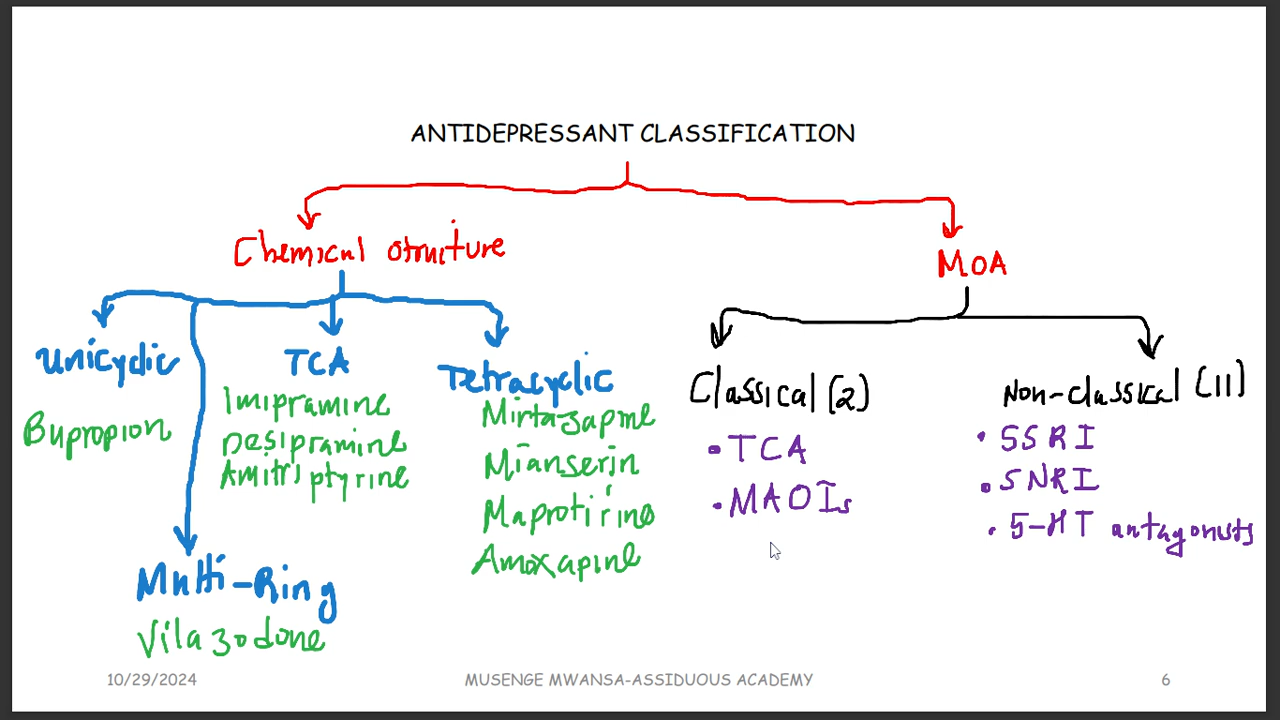 ANTIDEPRESSANT CLASSIFICATION
Chemical structure
MOA
Unicyclic
TCA
Tetracyclic
Classical (2)
Non-classical (11)
Bupropion
Imipramine
Desipramine
Amitriptyrine
Mirtazapine
Mianserin
Maprotirine
Amoxapine
• TCA
• MAOIs
• SSRI
• SNRI
• 5-HT antagonists
Multi-Ring
Vilazodone
10/29/2024
MUSENGE MWANSA-ASSIDUOUS ACADEMY
6